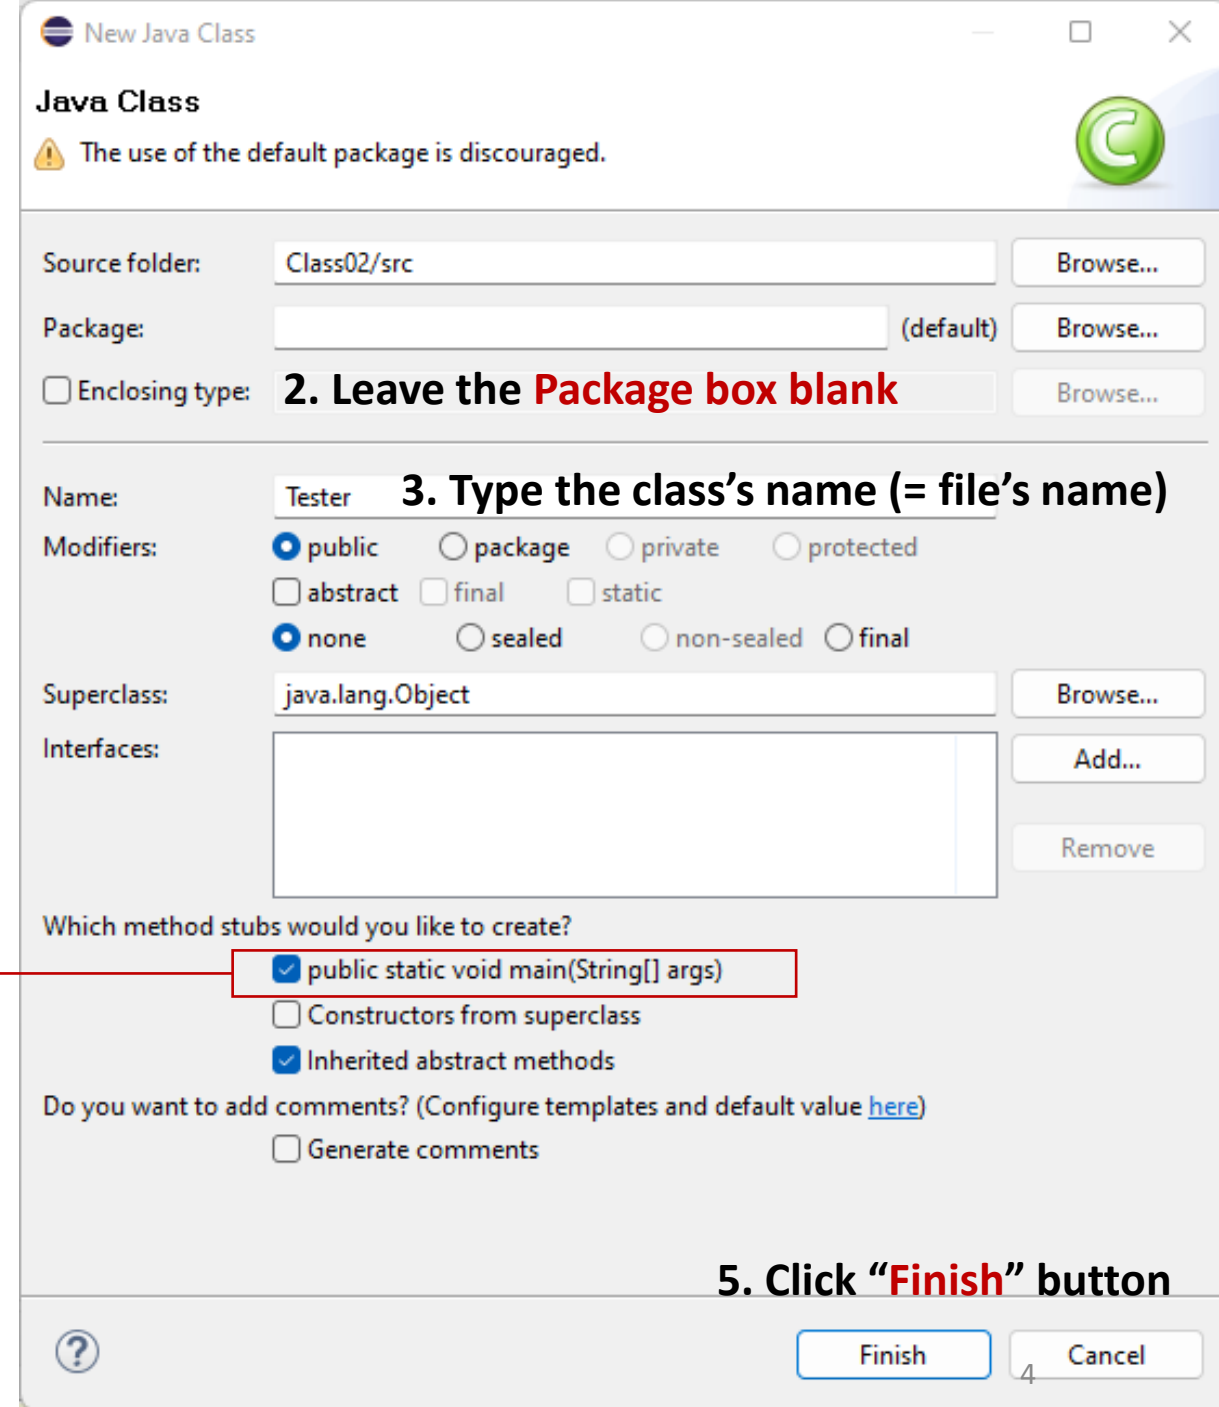 New Java Class
Java Class
The use of the default package is discouraged.
Source folder: Class02/src Browse...
Package: (default) Browse...
Enclosing type: 2. Leave the Package box blank Browse...
Name: Tester 3. Type the class’s name (= file’s name)
Modifiers: public package private protected
abstract final static
none sealed non-sealed final
Superclass: java.lang.Object Browse...
Interfaces: Add...
Remove
Which method stubs would you like to create?
public static void main(String[] args)
Constructors from superclass
Inherited abstract methods
Do you want to add comments? (Configure templates and default value here)
Generate comments
5. Click “Finish” button
? Finish Cancel
4